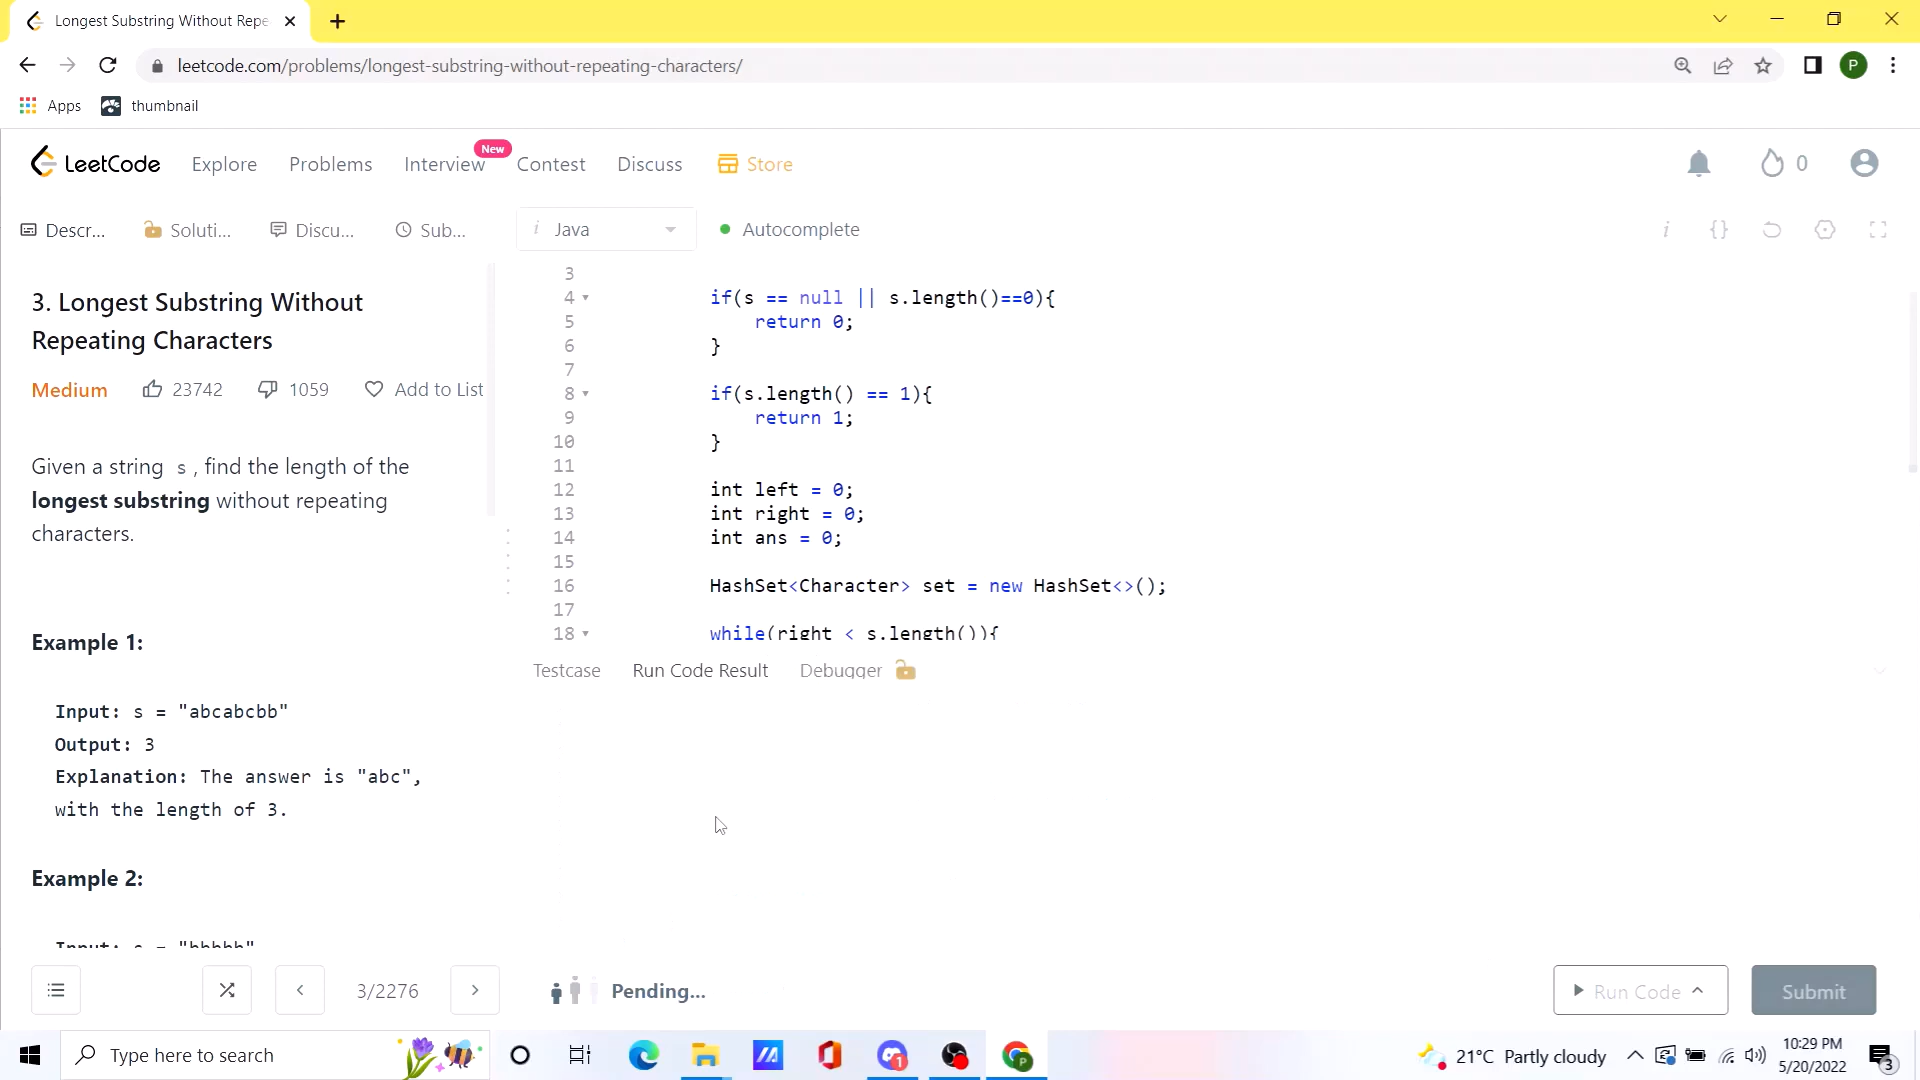 Longest Substring Without Repe
leetcode.com/problems/longest-substring-without-repeating-characters/
P
Apps
thumbnail
LeetCode
Explore
Problems
Interview
New
Contest
Discuss
Store
0
Descr...
Soluti...
Discu...
Sub...
i Java
Autocomplete
i
{}
3. Longest Substring Without
Repeating Characters
Medium
23742
1059
Add to List
Given a string s, find the length of the
longest substring without repeating
characters.
Example 1:
Input: s = "abcabcbb"
Output: 3
Explanation: The answer is "abc",
with the length of 3.
Example 2:
Input: s = "bbbbb"
3
4 if(s == null || s.length()==0){
5 return 0;
6 }
7
8 if(s.length() == 1){
9 return 1;
10 }
11
12 int left = 0;
13 int right = 0;
14 int ans = 0;
15
16 HashSet<Character> set = new HashSet<>();
17
18 while(right < s.length()){
Testcase
Run Code Result
Debugger
3/2276
Pending...
Run Code
Submit
Type here to search
1
P
21°C Partly cloudy
10:29 PM
5/20/2022
3